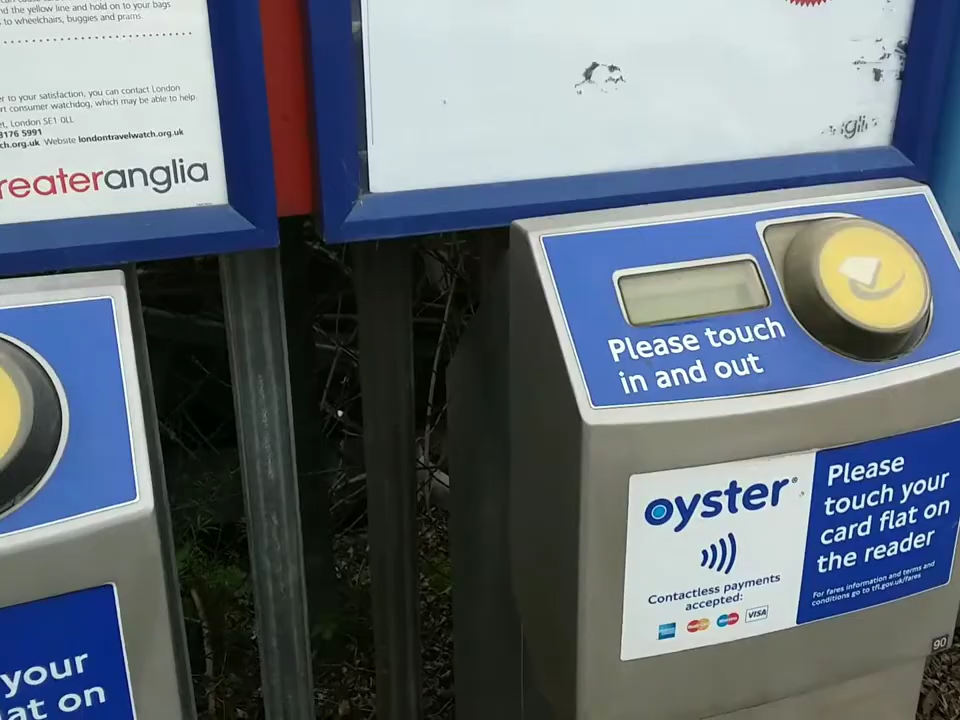 nd the yellow line and hold on to your bags
to wheelchairs, buggies and prams
er to your satisfaction, you can contact London
rt consumer watchdog, which may be able to help.
et, London SE1 0LL
3176 5991
ch.org.uk Website londontravelwatch.org.uk
reateranglia
anglia
Please touch
in and out
oyster
Contactless payments
accepted:
VISA
Please
touch your
card flat on
the reader
For fares information and terms and
conditions go to tfl.gov.uk/fares
90
your
at on